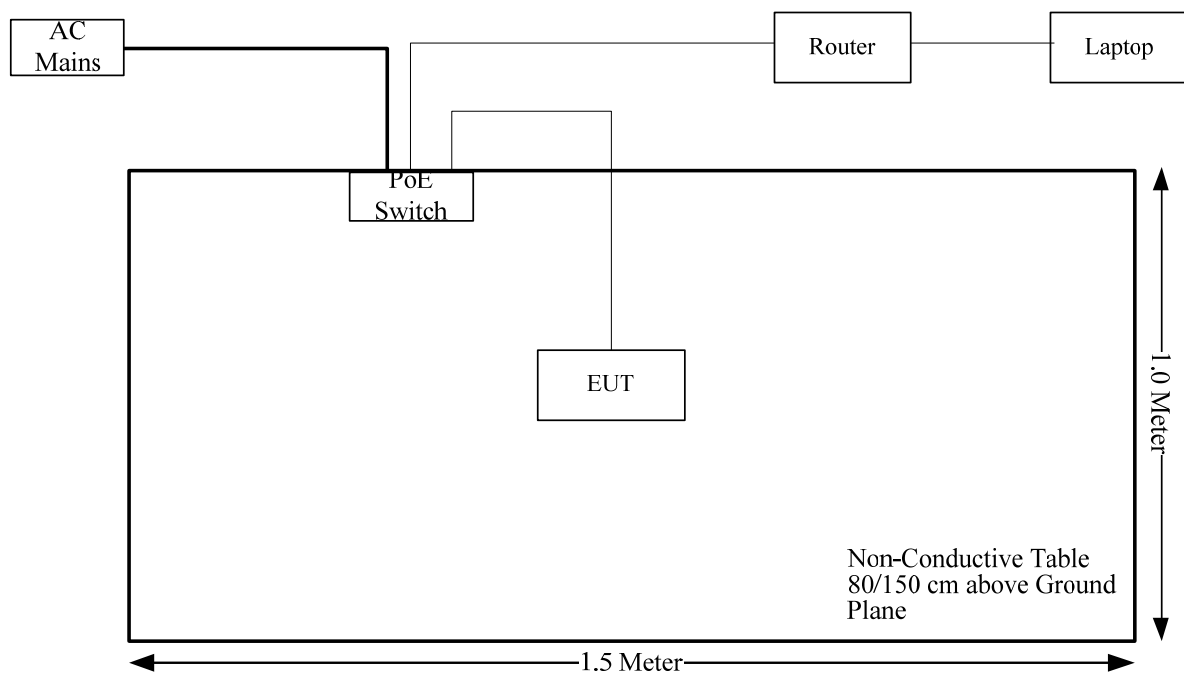 AC
Mains
Router
Laptop
PoE
Switch
EUT
1.0 Meter
Non-Conductive Table
80/150 cm above Ground
Plane
1.5 Meter